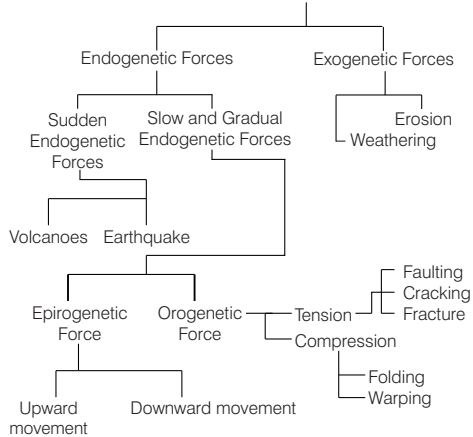 Endogenetic Forces
Exogenetic Forces
Sudden
Endogenetic
Forces
Slow and Gradual
Endogenetic Forces
Erosion
Weathering
Volcanoes
Earthquake
Epirogenetic
Force
Orogenetic
Force
Tension
Faulting
Cracking
Fracture
Compression
Folding
Warping
Upward
movement
Downward movement